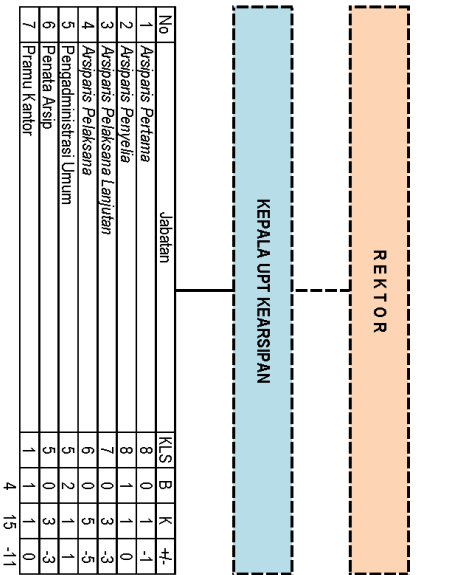 REKTOR
KEPALA UPT KEARSIPAN
No Jabatan KLS B K +/-
1 Arsiparis Pertama 8 0 1 -1
2 Arsiparis Penyelia 8 1 1 0
3 Arsiparis Pelaksana Lanjutan 7 0 3 -3
4 Arsiparis Pelaksana 6 0 5 -5
5 Pengadministrasi Umum 5 2 1 1
6 Penata Arsip 5 0 3 -3
7 Pramu Kantor 1 1 1 0
4 15 -11